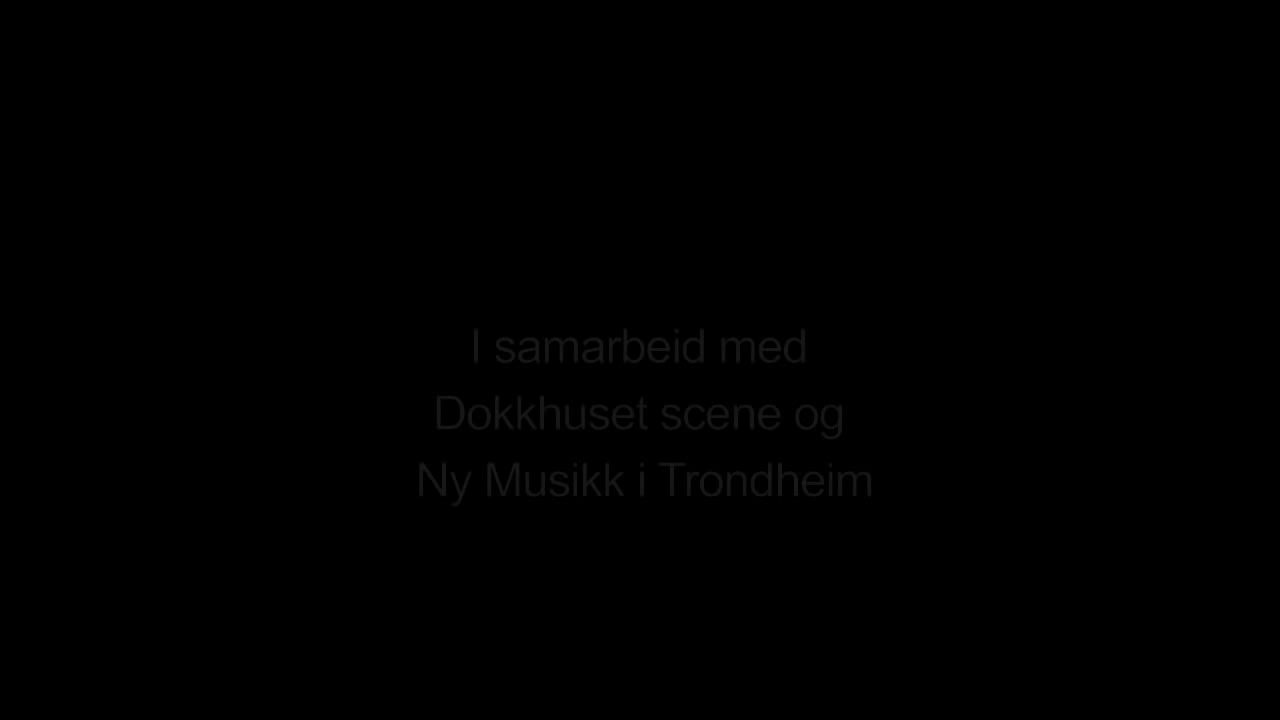 I samarbeid med
Dokkhuset scene og
Ny Musikk i Trondheim